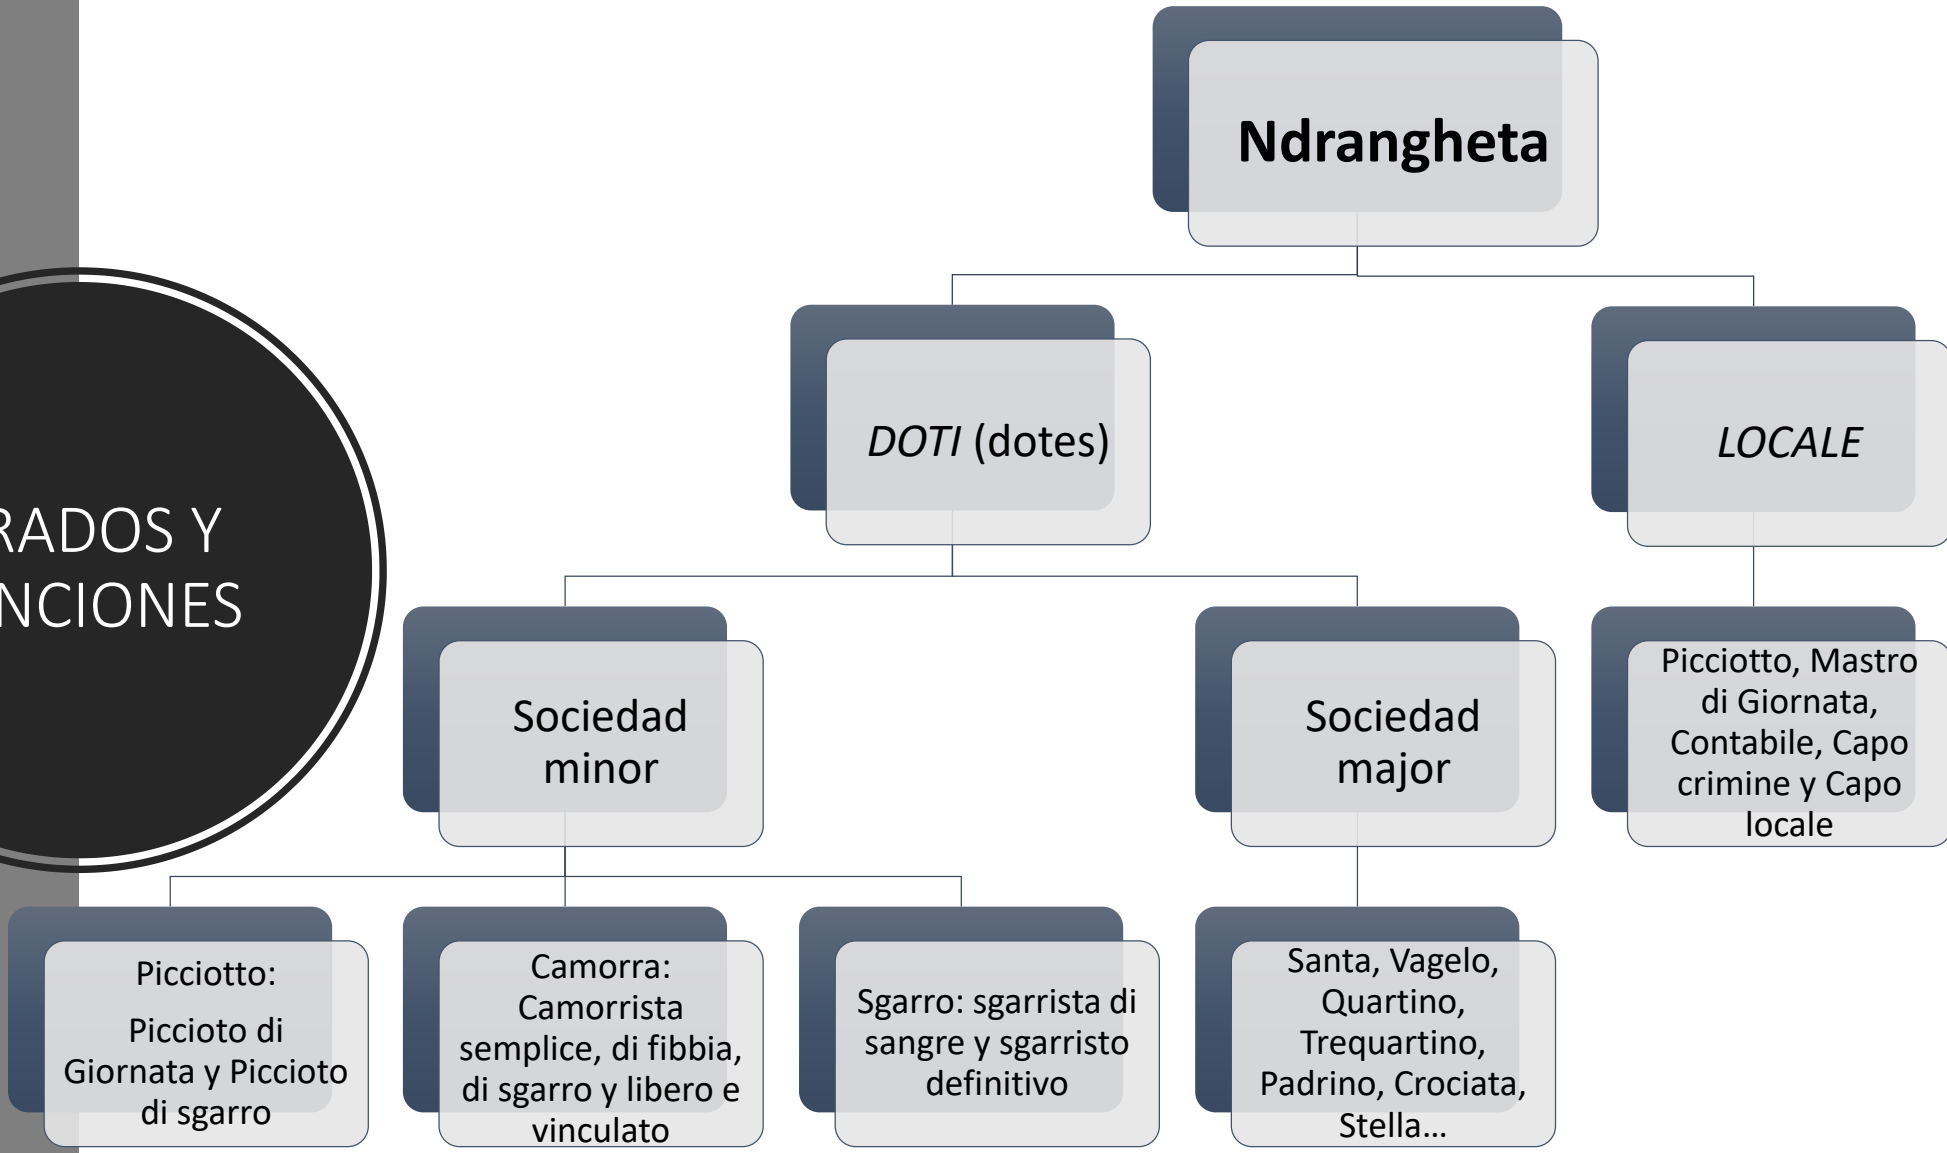 Ndrangheta
DOTI (dotes)
LOCALE
RADOS Y
NCIONES
Sociedad
minor
Sociedad
major
Picciotto, Mastro
di Giornata,
Contabile, Capo
crimine y Capo
locale
Picciotto:
Piccioto di
Giornata y Piccioto
di sgarro
Camorra:
Camorrista
semplice, di fibbia,
di sgarro y libero e
vinculato
Sgarro: sgarrista di
sangre y sgarristo
definitivo
Santa, Vagelo,
Quartino,
Trequartino,
Padrino, Crociata,
Stella...